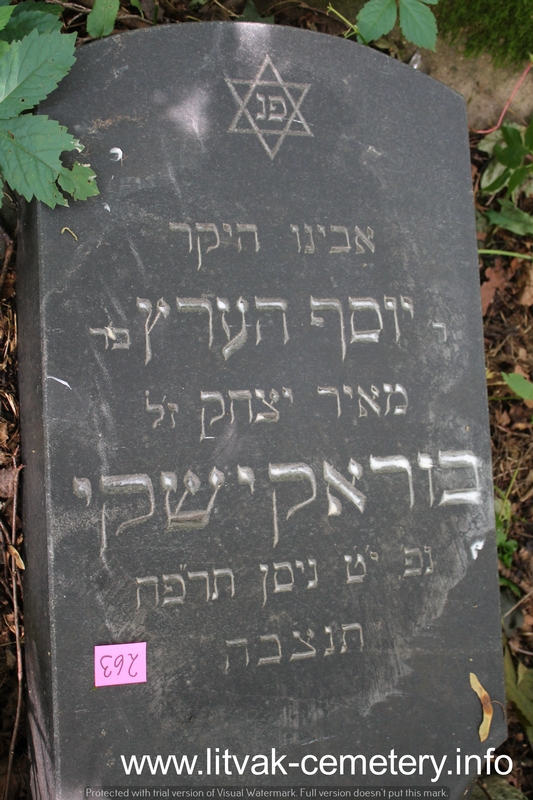 פנ
אבינו היקר
ר יוסף הערץ בר
מאיר יצחק ז״ל
בוראקישקי
נפ י״ט ניסן תרפ״ח
תנצבה
263
www.litvak-cemetery.info
Protected with trial version of Visual Watermark. Full version doesn't put this mark.